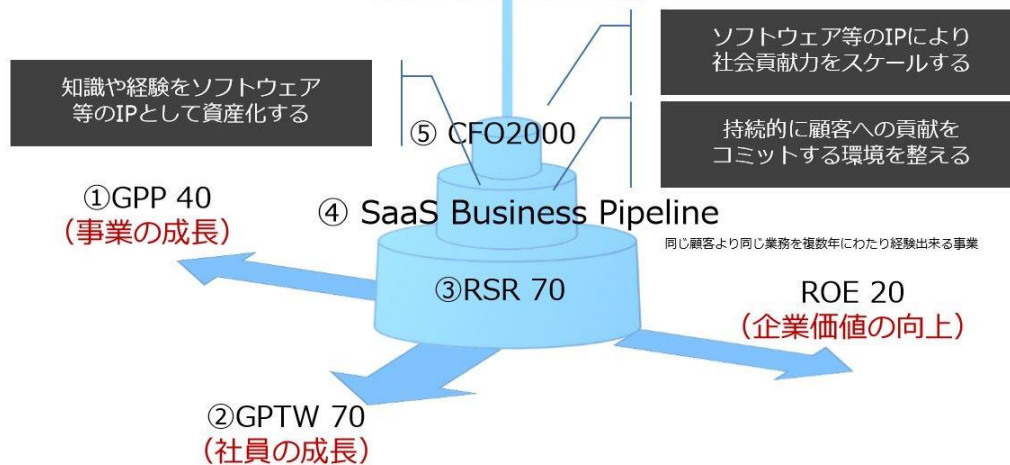 ソフトウェア等のIPにより
社会貢献力をスケールする
知識や経験をソフトウェア
等のIPとして資産化する
⑤ CFO2000
持続的に顧客への貢献を
コミットする環境を整える
①GPP 40
（事業の成長）
④ SaaS Business Pipeline
同じ顧客より同じ業務を複数年にわたり経験出来る事業
③RSR 70
ROE 20
（企業価値の向上）
②GPTW 70
（社員の成長）